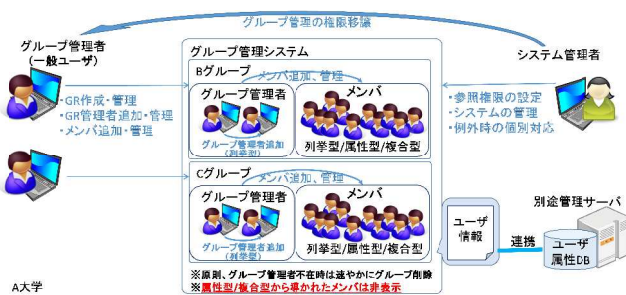 グループ管理の権限移譲
グループ管理者
(一般ユーザ)
システム管理者
グループ管理システム
Bグループ
メンバ追加、管理
グループ管理者
メンバ
グループ管理者追加
(列挙型)
列挙型/属性型/複合型
・GR作成・管理
・GR管理者追加・管理
・メンバ追加・管理
・参照権限の設定
・システムの管理
・例外時の個別対応
Cグループ
メンバ追加、管理
グループ管理者
メンバ
グループ管理者追加
(列挙型)
列挙型/属性型/複合型
※原則、グループ管理者不在時は速やかにグループ削除
※属性型/複合型から導かれたメンバは非表示
ユーザ
情報
連携
別途管理サーバ
ユーザ
属性DB
A大学